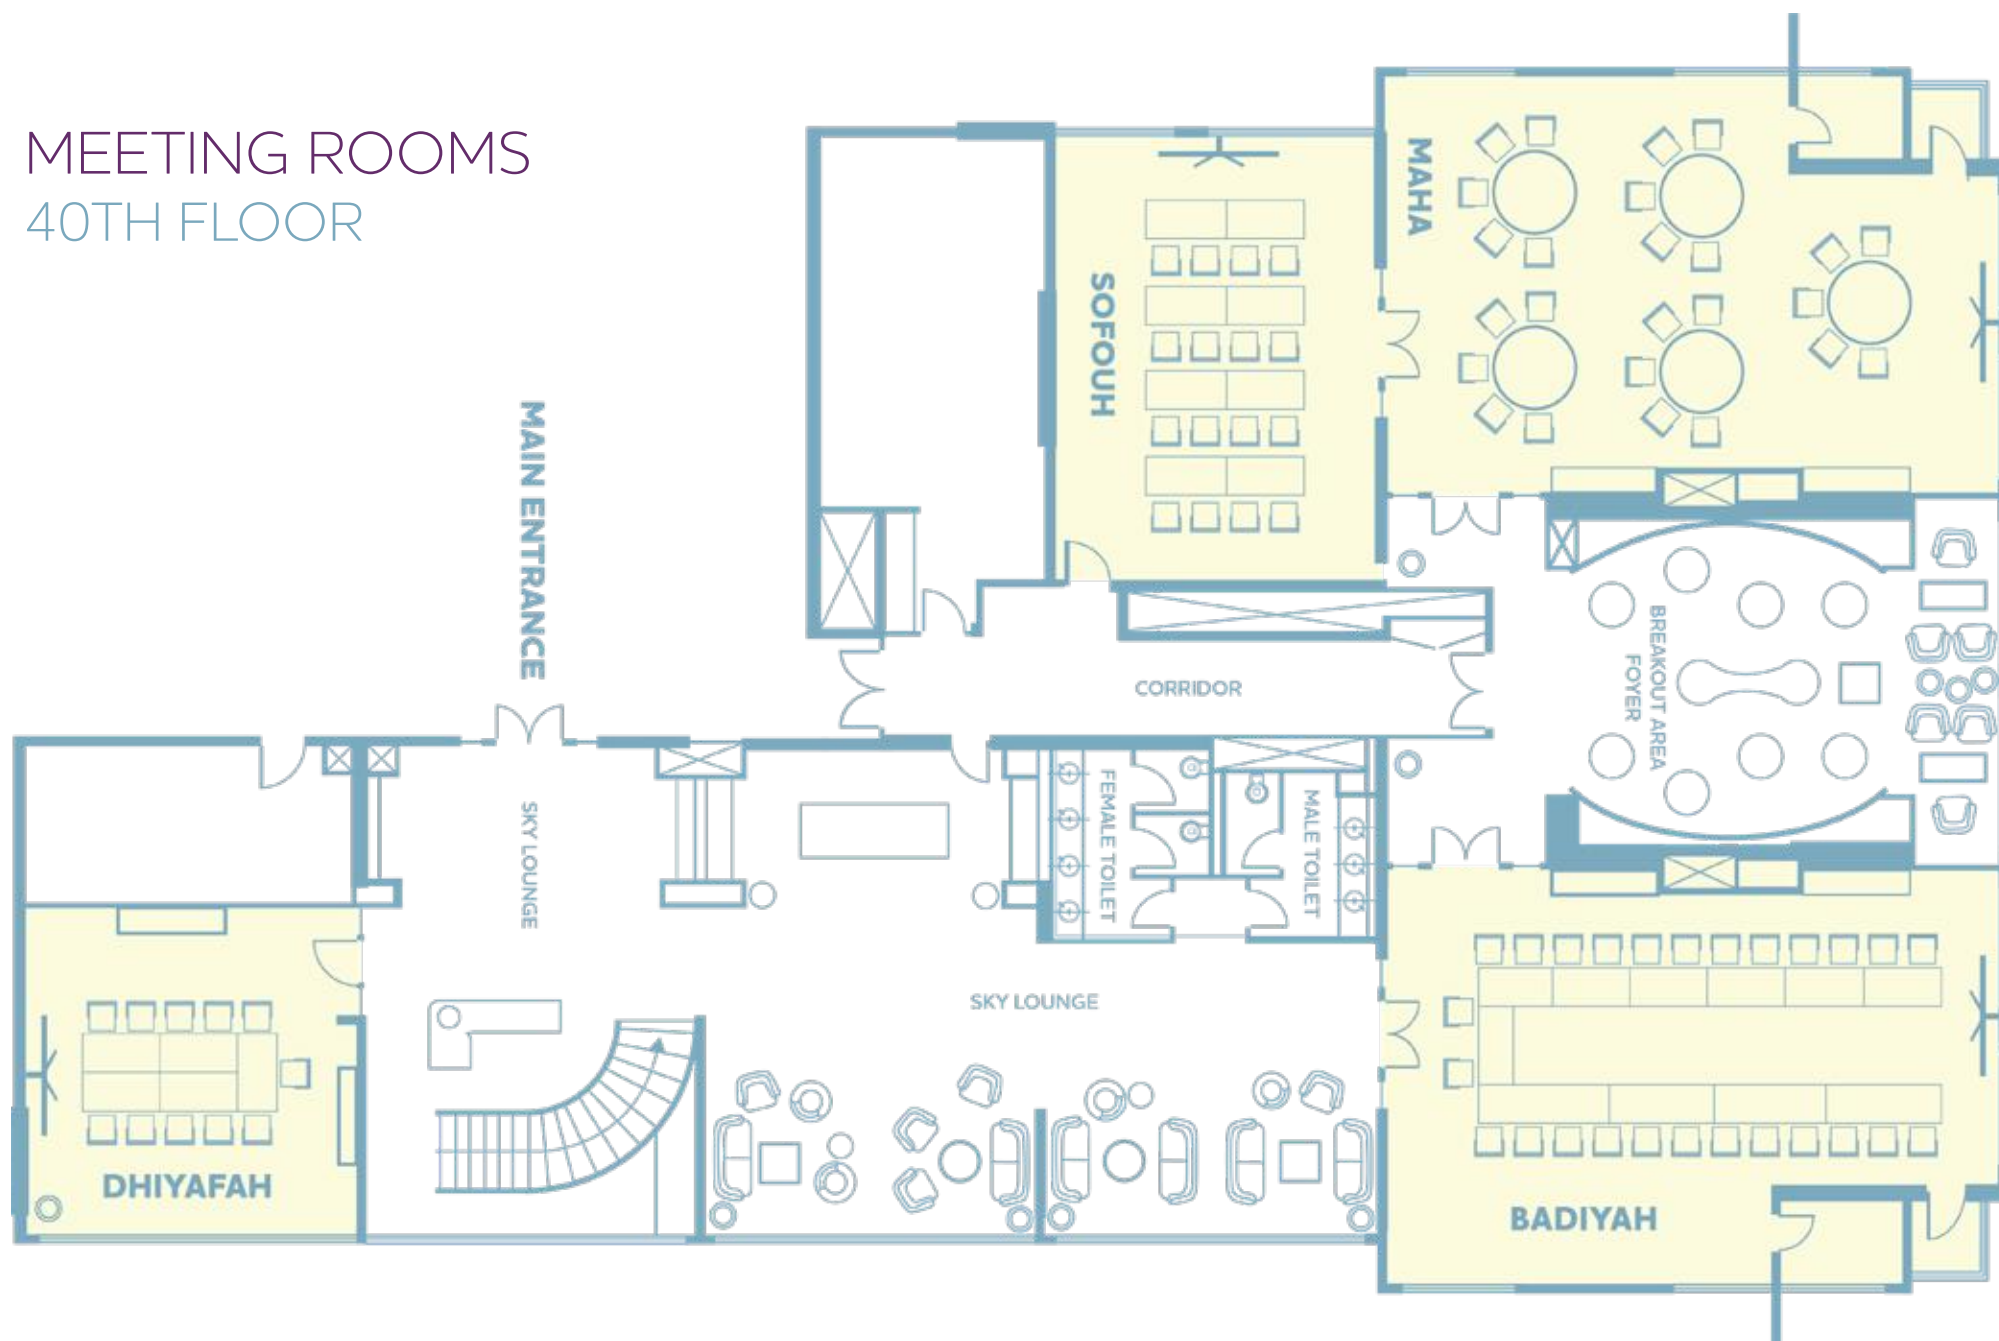 MEETING ROOMS
40TH FLOOR
MAHA
SOFOUH
MAIN ENTRANCE
BREAKOUT AREA
FOYER
CORRIDOR
SKY LOUNGE
FEMALE TOILET
MALE TOILET
SKY LOUNGE
DHIYAFAH
BADIYAH